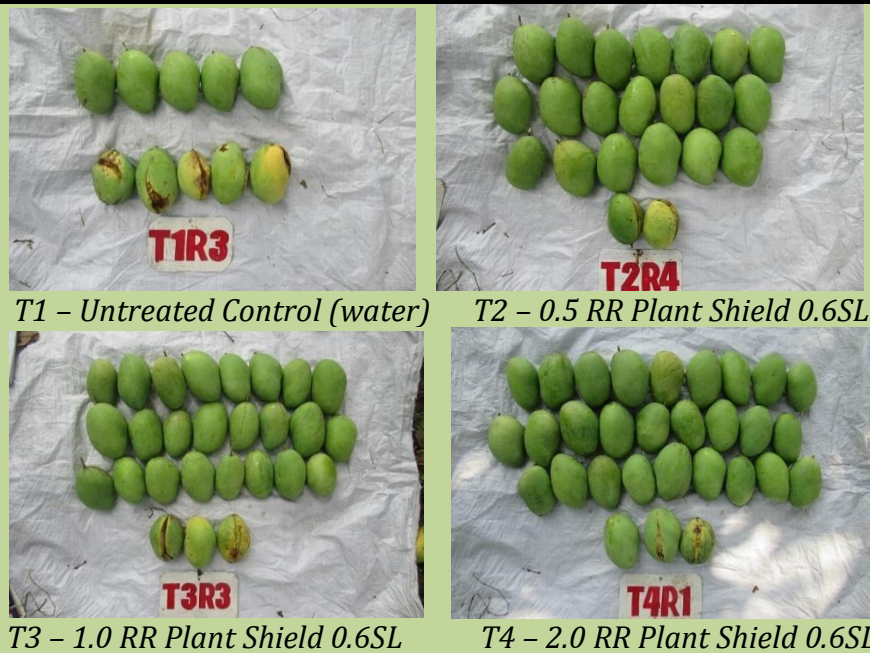 T1R3
T2R4
T1 – Untreated Control (water)
T2 – 0.5 RR Plant Shield 0.6SL
T3R3
T4R1
T3 – 1.0 RR Plant Shield 0.6SL
T4 – 2.0 RR Plant Shield 0.6SL